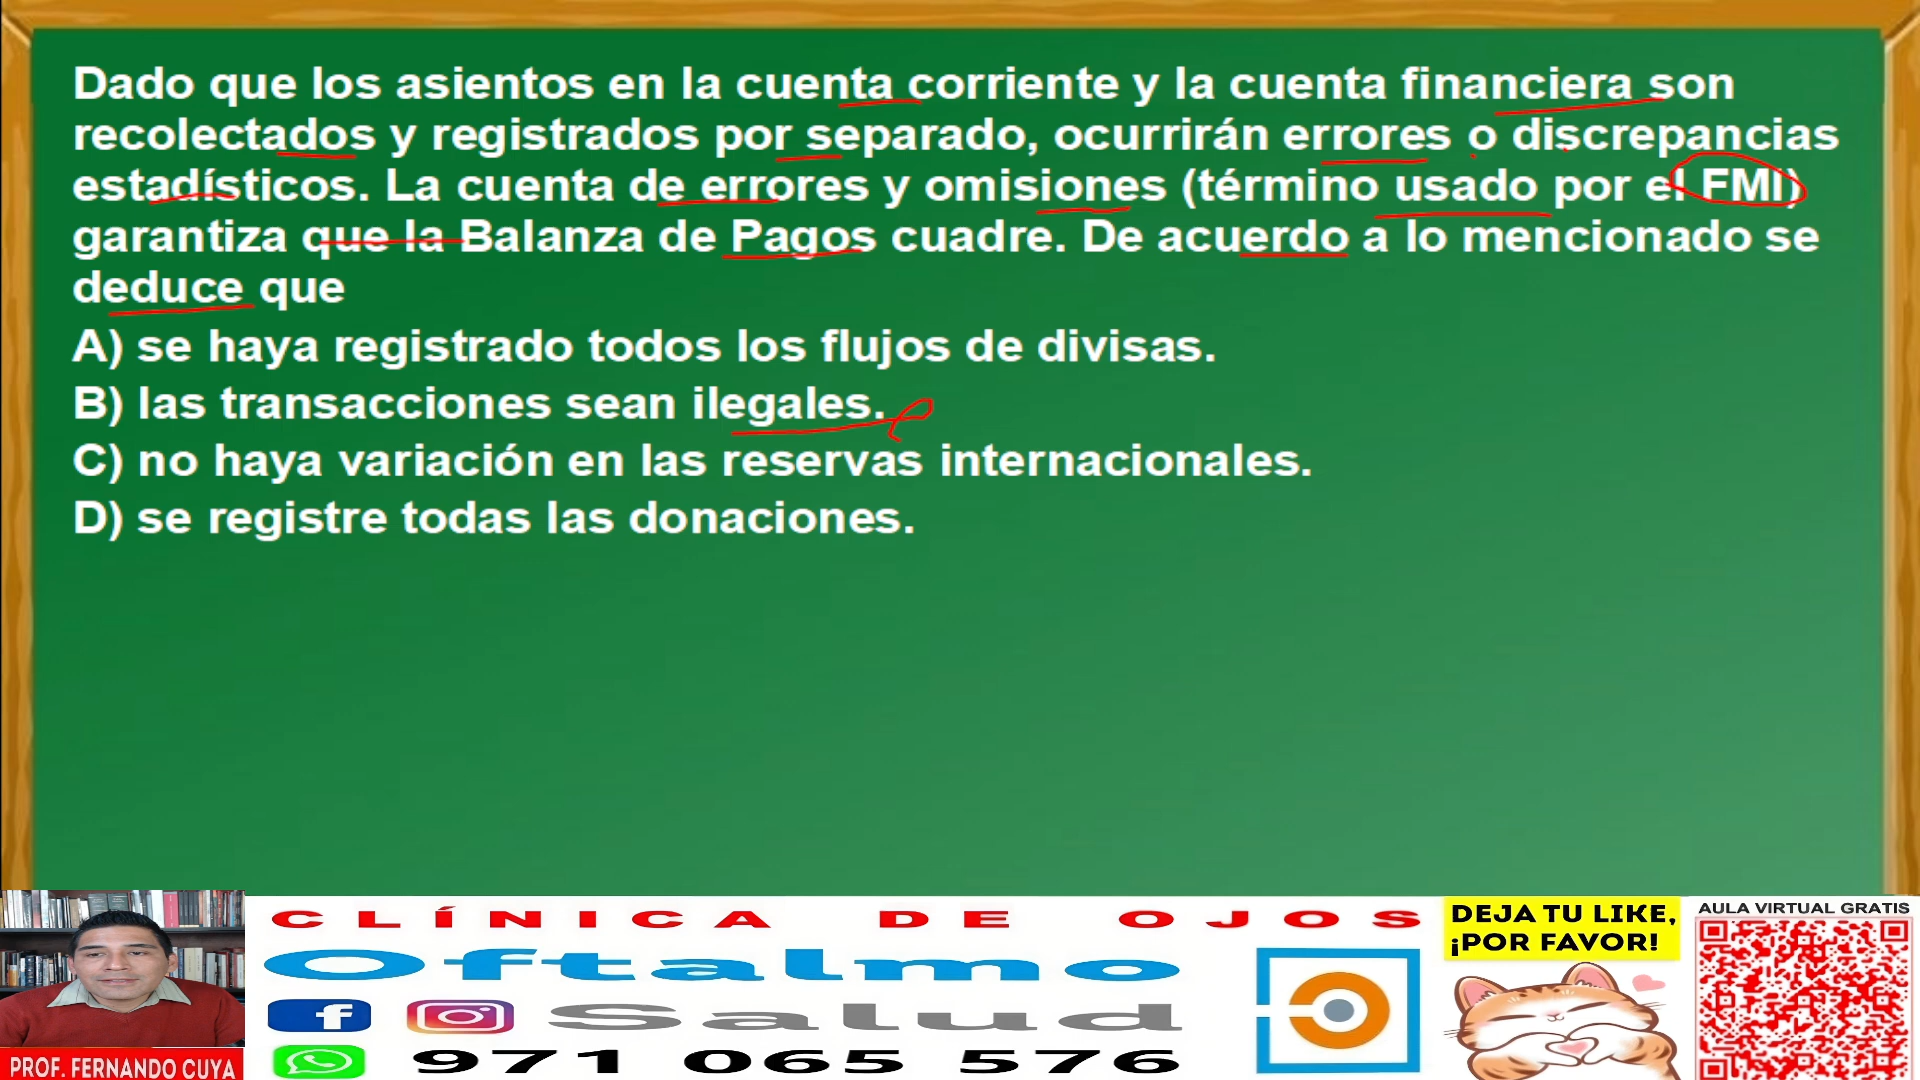 Dado que los asientos en la cuenta corriente y la cuenta financiera son
recolectados y registrados por separado, ocurrirán errores o discrepancias
estadísticos. La cuenta de errores y omisiones (término usado por el FMI)
garantiza que la Balanza de Pagos cuadre. De acuerdo a lo mencionado se
deduce que
A) se haya registrado todos los flujos de divisas.
B) las transacciones sean ilegales.
C) no haya variación en las reservas internacionales.
D) se registre todas las donaciones.
PROF. FERNANDO CUYA
CLÍNICA DE OJOS
Oftalmo
Salud
971 065 576
DEJA TU LIKE,
¡POR FAVOR!
AULA VIRTUAL GRATIS